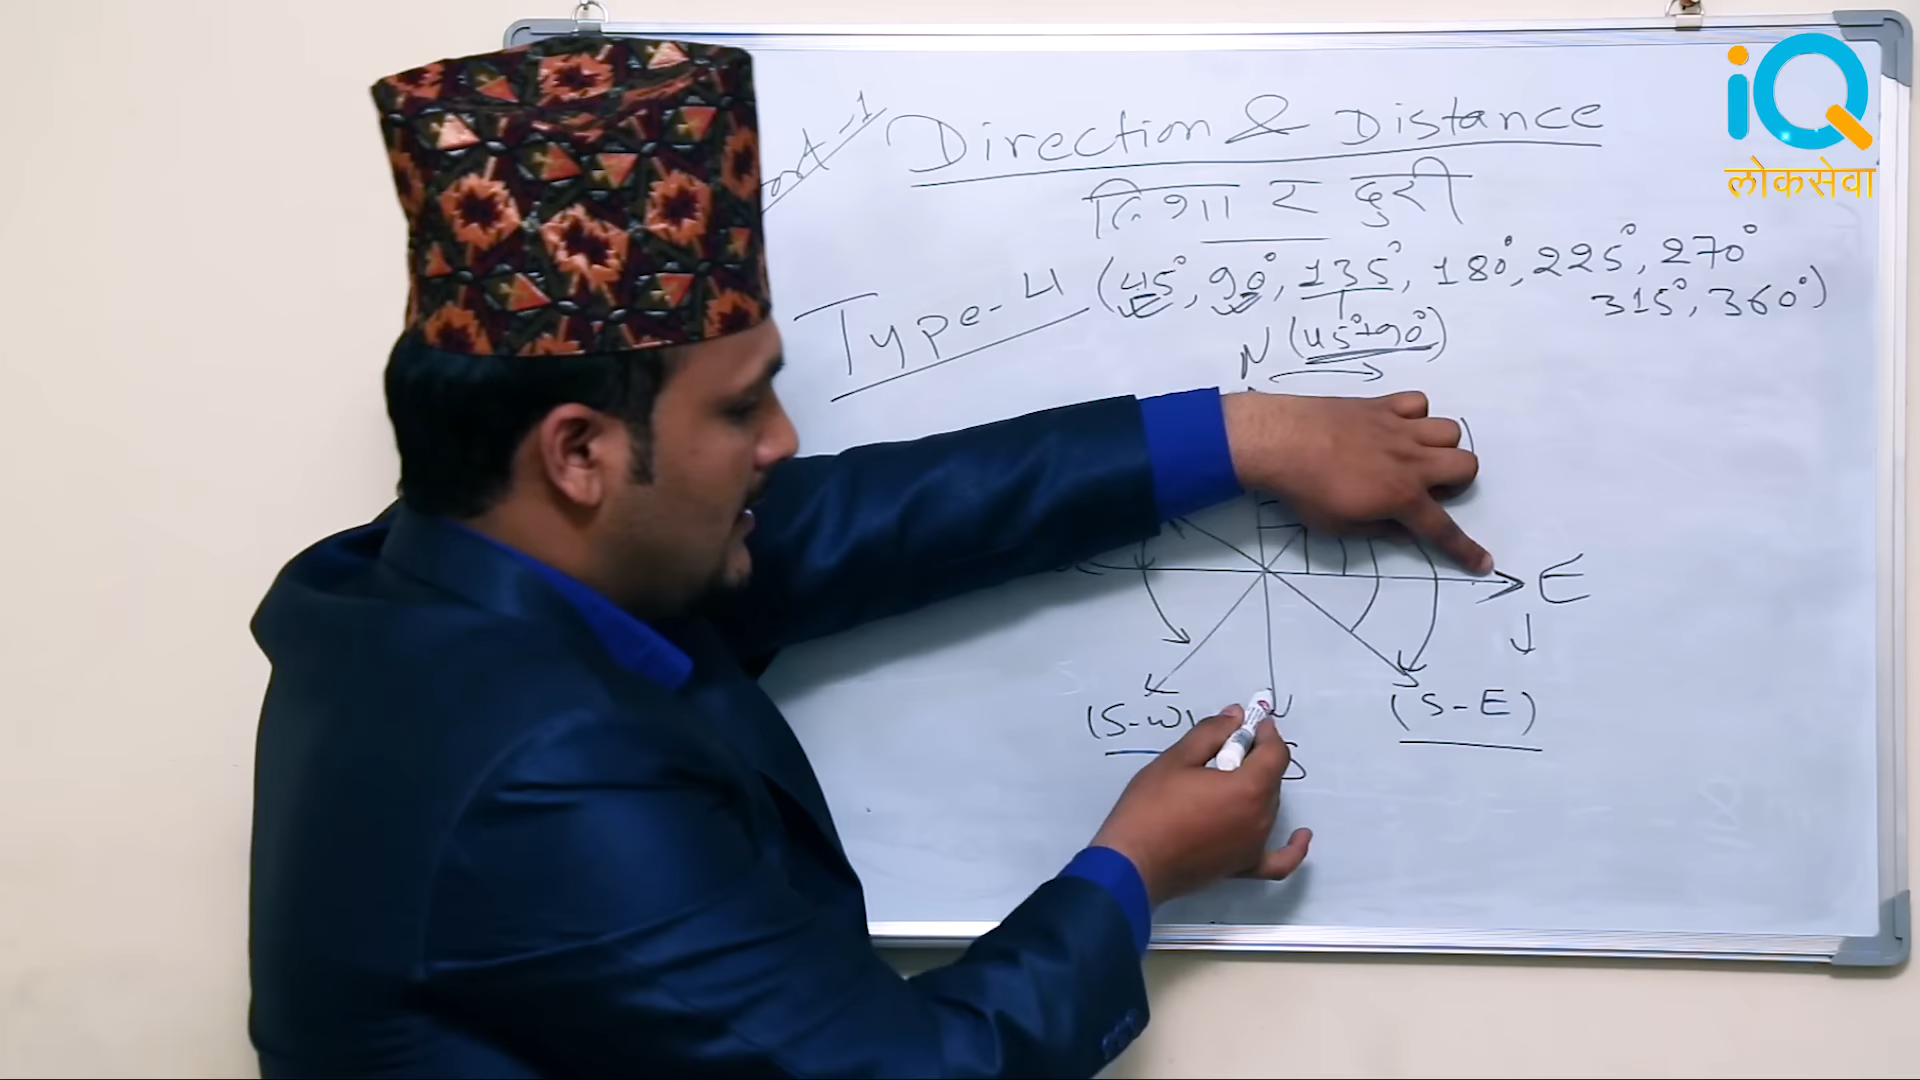 Direction & Distance
दिशा र दुरी
Type-4 (45°, 90°, 135°, 180°, 225°, 270°
315°, 360°)
N (45°+90°)
E
(S-W)
(S-E)
S
iQ
लोकसेवा